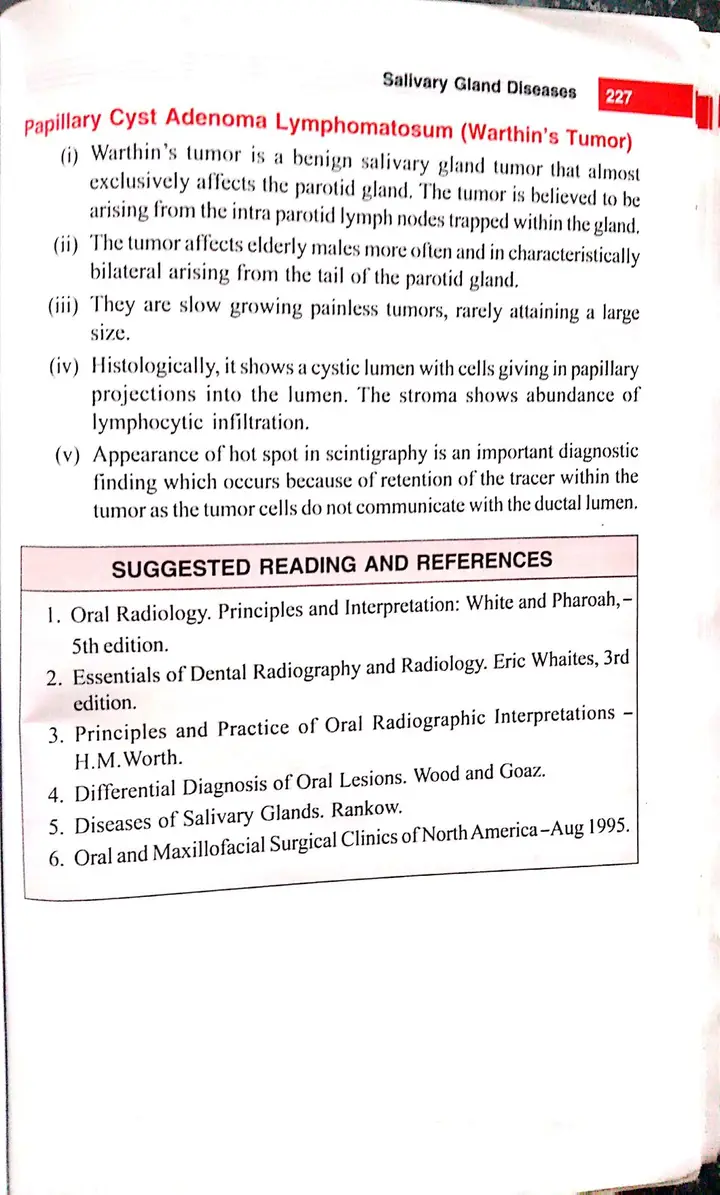 Salivary Gland Diseases 227
Papillary Cyst Adenoma Lymphomatosum (Warthin's Tumor)
(i) Warthin's tumor is a benign salivary gland tumor that almost
exclusively affects the parotid gland. The tumor is believed to be
arising from the intra parotid lymph nodes trapped within the gland.
(ii) The tumor affects elderly males more often and in characteristically
bilateral arising from the tail of the parotid gland.
(iii) They are slow growing painless tumors, rarely attaining a large
size.
(iv) Histologically, it shows a cystic lumen with cells giving in papillary
projections into the lumen. The stroma shows abundance of
lymphocytic infiltration.
(v) Appearance of hot spot in scintigraphy is an important diagnostic
finding which occurs because of retention of the tracer within the
tumor as the tumor cells do not communicate with the ductal lumen.
SUGGESTED READING AND REFERENCES
1. Oral Radiology. Principles and Interpretation: White and Pharoah,–
5th edition.
2. Essentials of Dental Radiography and Radiology. Eric Whaites, 3rd
edition.
3. Principles and Practice of Oral Radiographic Interpretations –
H.M.Worth.
4. Differential Diagnosis of Oral Lesions. Wood and Goaz.
5. Diseases of Salivary Glands. Rankow.
6. Oral and Maxillofacial Surgical Clinics of North America–Aug 1995.